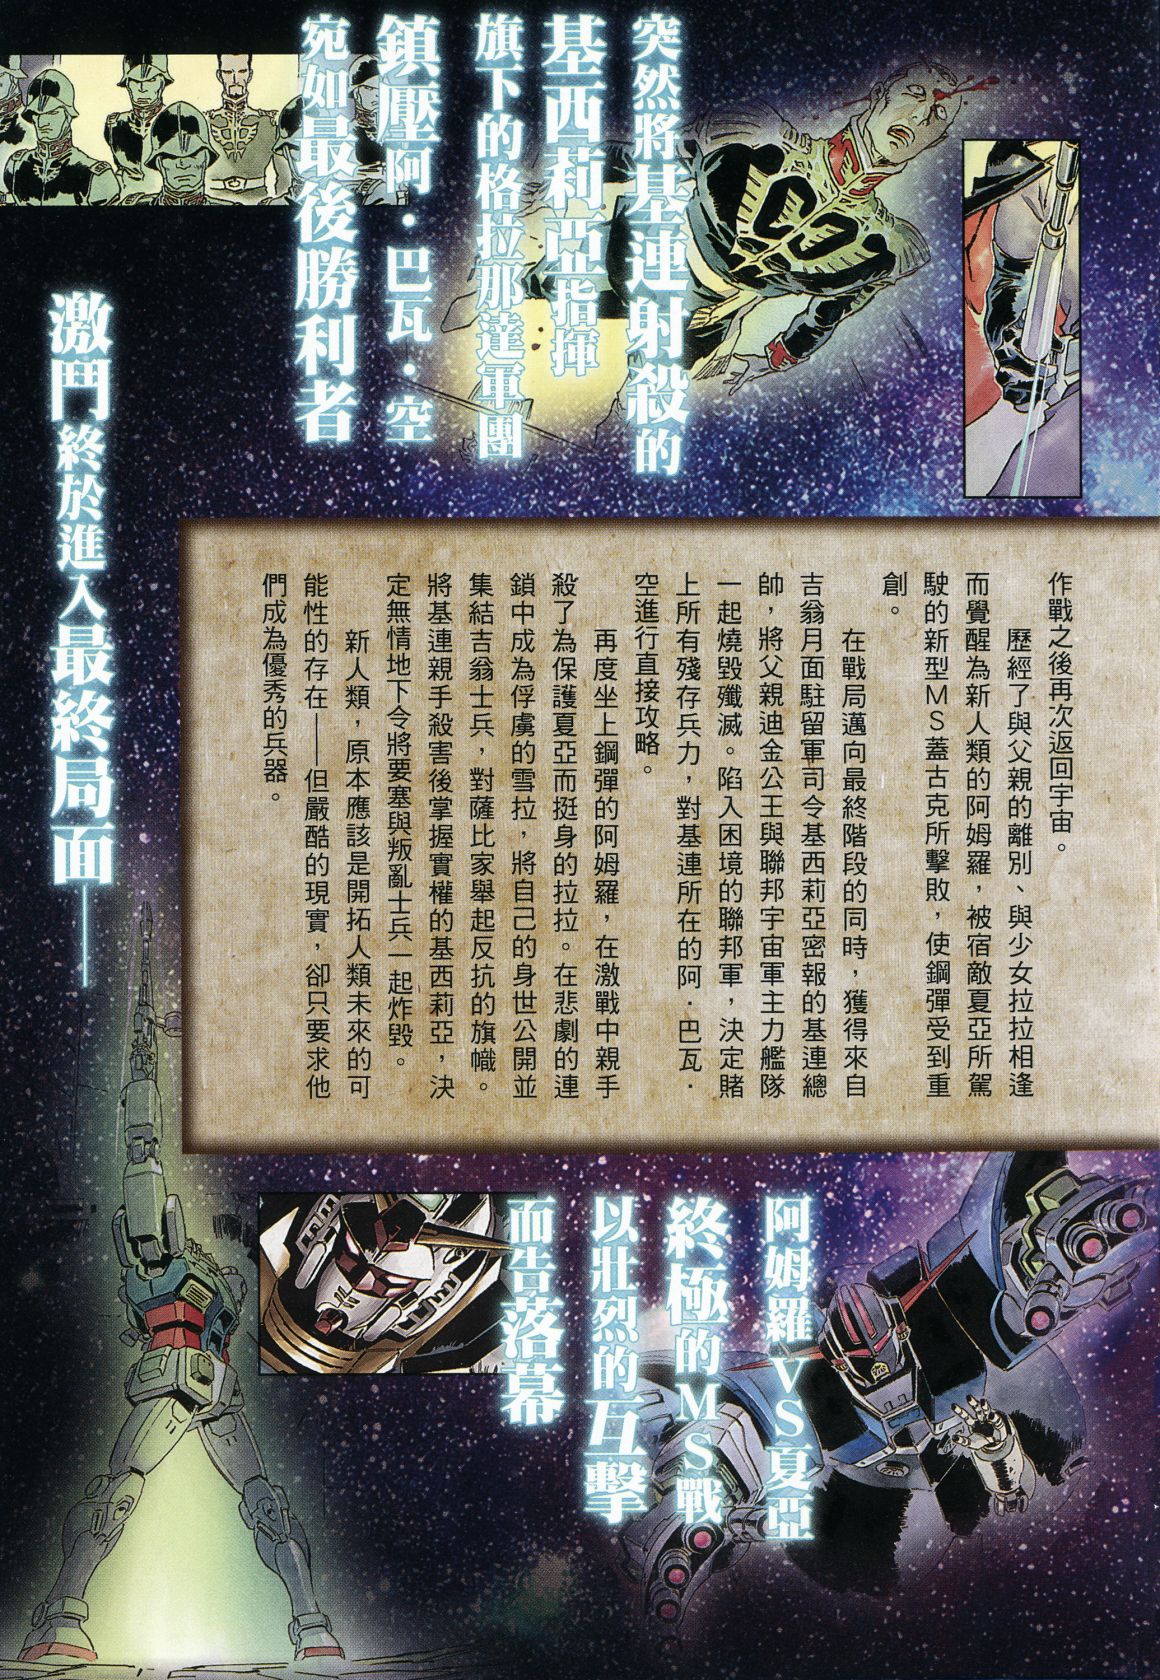 突然將基連射殺的
基西莉亞指揮
旗下的格拉那達軍團
鎮壓阿・巴瓦・空
宛如最後勝利者
激鬥終於進入最終局面——
作戰之後再次返回宇宙。
歷經了與父親的離別、與少女拉拉相逢
而覺醒為新人類的阿姆羅，被宿敵夏亞所駕
駛的新型MS蓋古克所擊敗，使鋼彈受到重
創。
在戰局邁向最終階段的同時，獲得來自
吉翁月面駐留軍司令基西莉亞密報的基連總
帥，將父親迪金公王與聯邦宇宙軍主力艦隊
一起燒毀殲滅。陷入困境的聯邦軍，決定賭
上所有殘存兵力，對基連所在的阿・巴瓦・
空進行直接攻略。
再度坐上鋼彈的阿姆羅，在激戰中親手
殺了為保護夏亞而挺身的拉拉。在悲劇的連
鎖中成為俘虜的雪拉，將自己的身世公開並
集結吉翁士兵，對薩比家舉起反抗的旗幟。
將基連親手殺害後掌握實權的基西莉亞，決
定無情地下令將要塞與叛亂士兵一起炸毀。
新人類，原本應該是開拓人類未來的可
能性的存在——但嚴酷的現實，卻只要求他
們成為優秀的兵器。
阿姆羅VS夏亞
終極的MS戰
以壯烈的互擊
而告落幕